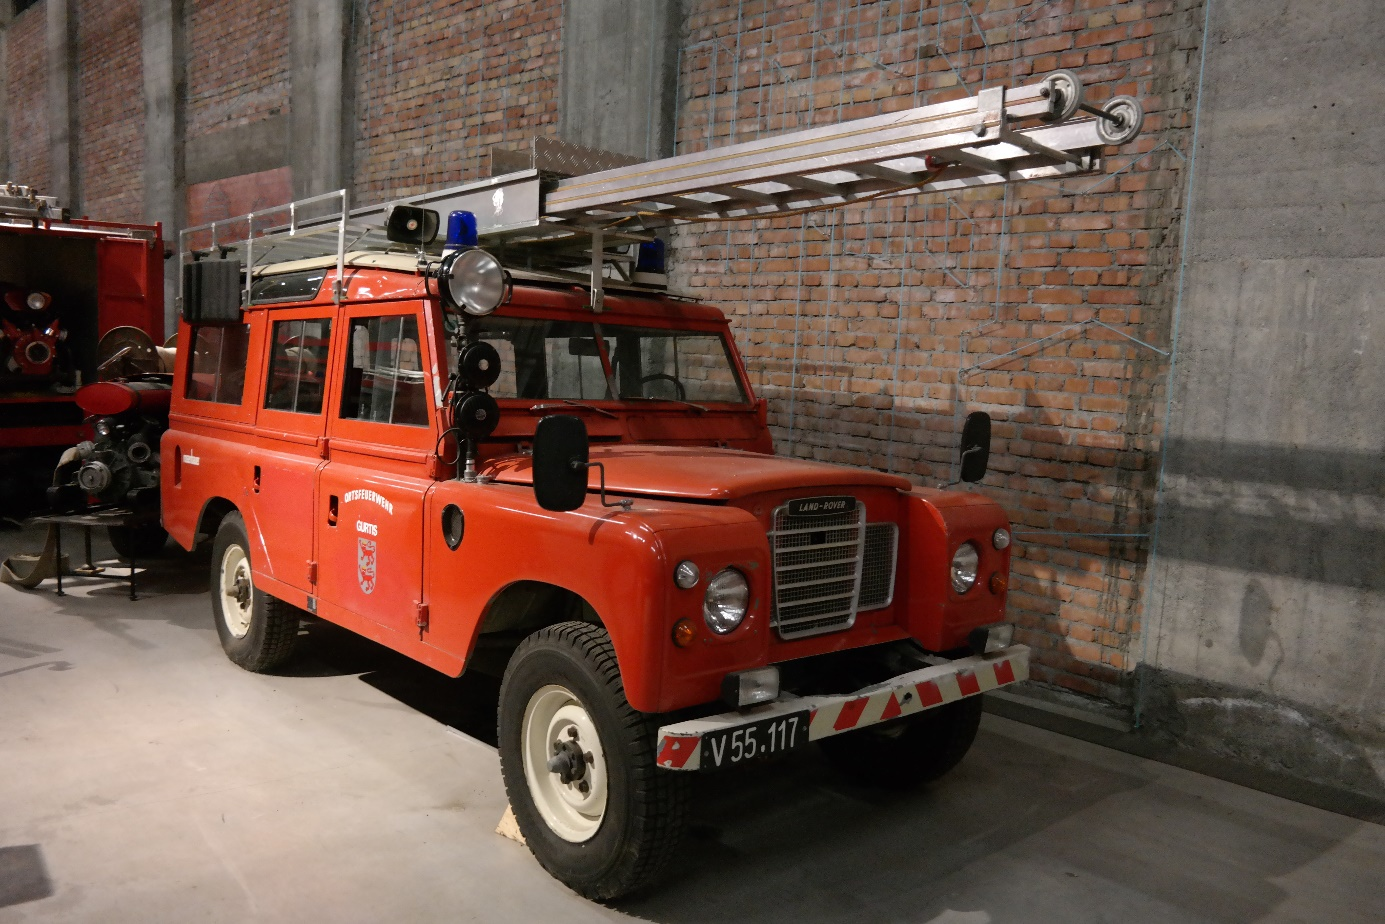 ORTSFEUERWEHR
GURTIS
LAND-ROVER
V 55.117